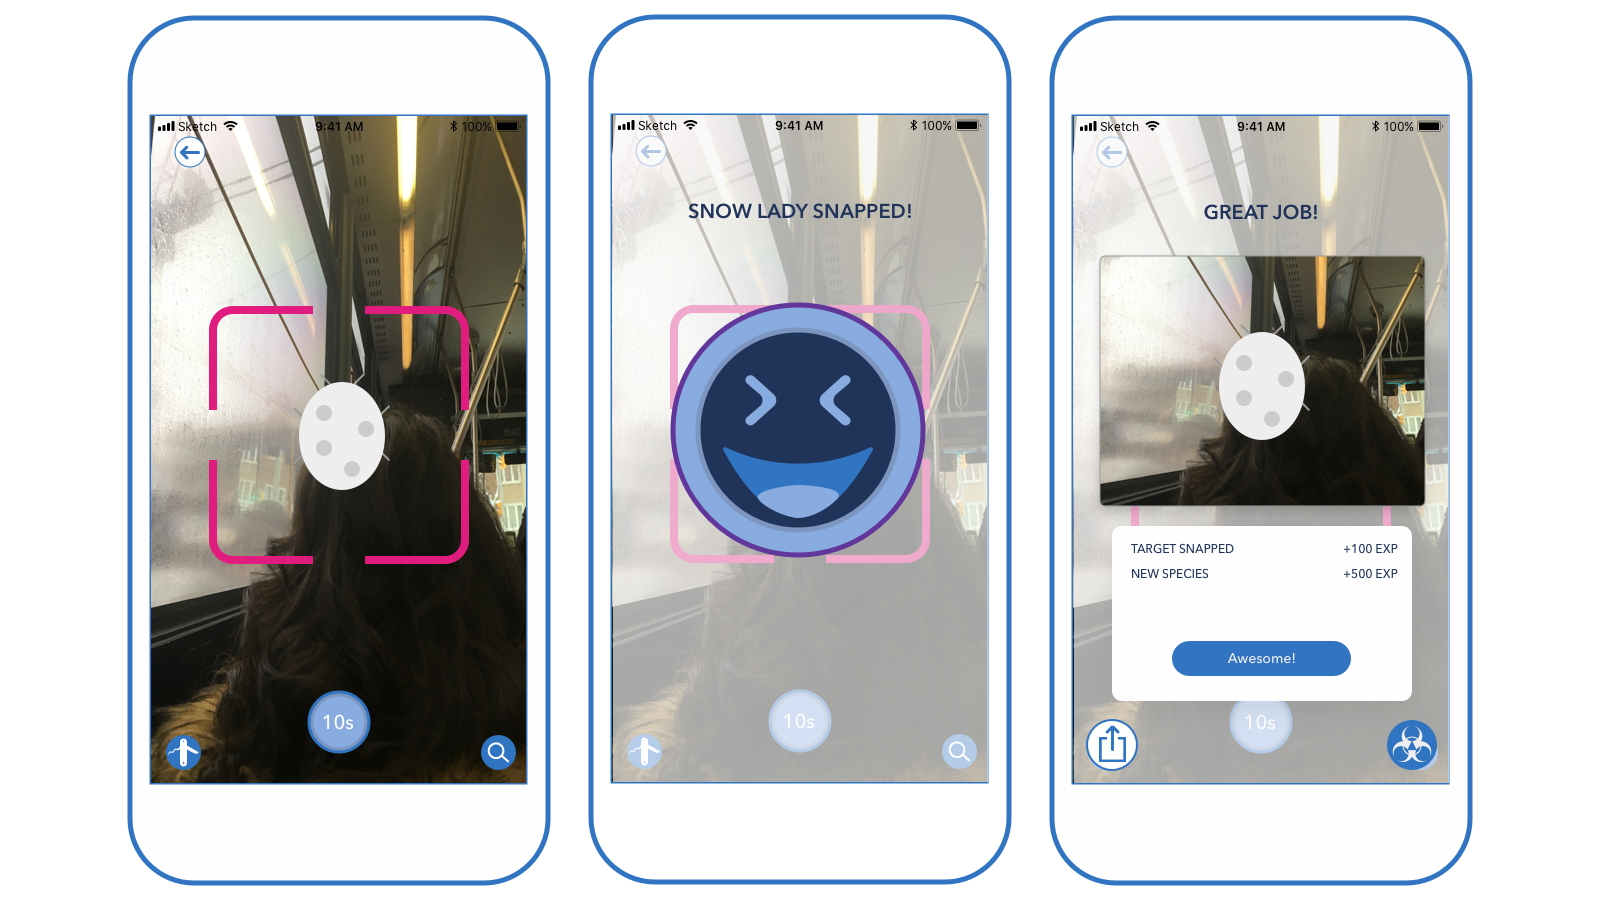 Sketch 9:41 AM 100%
10s
Sketch 9:41 AM 100%
SNOW LADY SNAPPED!
10s
Sketch 9:41 AM 100%
GREAT JOB!
TARGET SNAPPED +100 EXP
NEW SPECIES +500 EXP
Awesome!
10s